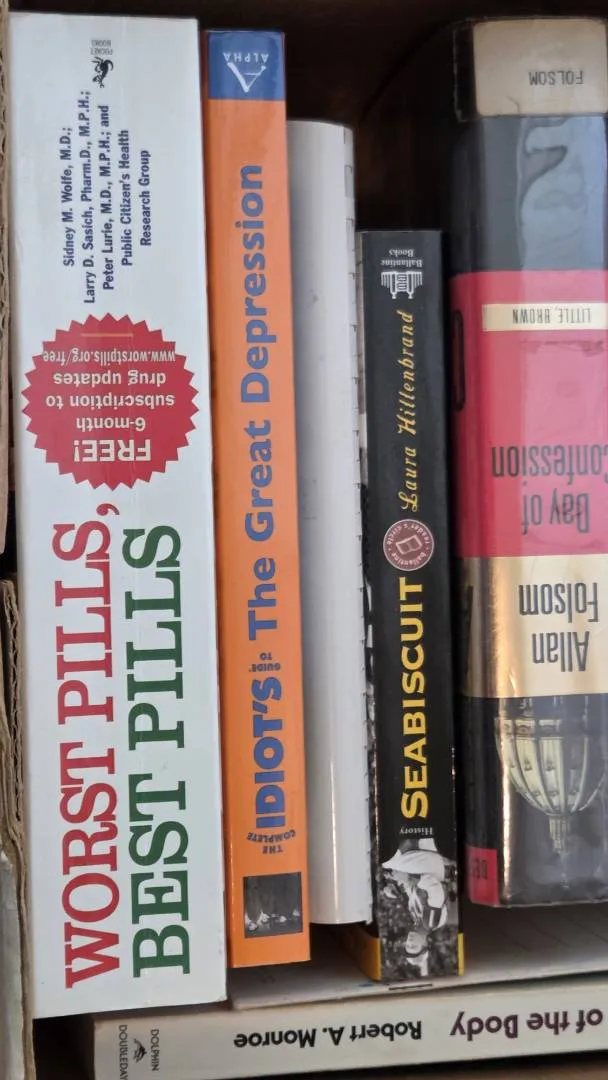 WORST PILLS,
BEST PILLS
FREE!
6-month
subscription to
drug updates
www.worstpills.org/free
Sidney M. Wolfe, M.D.;
Larry D. Sasich, Pharm.D., M.P.H.;
Peter Lurie, M.D., M.P.H.; and
Public Citizen's Health
Research Group
POCKET
BOOKS
THE
COMPLETE
IDIOT'S
GUIDE TO
The Great Depression
ALPHA
History
SEABISCUIT
ballantine
reader's circle
Laura Hillenbrand
Ballantine
Books
Allan
Folsom
Day of
Confession
LITTLE, BROWN
FOLSOM
of the Body
Robert A. Monroe
DOLPHIN
DOUBLEDAY